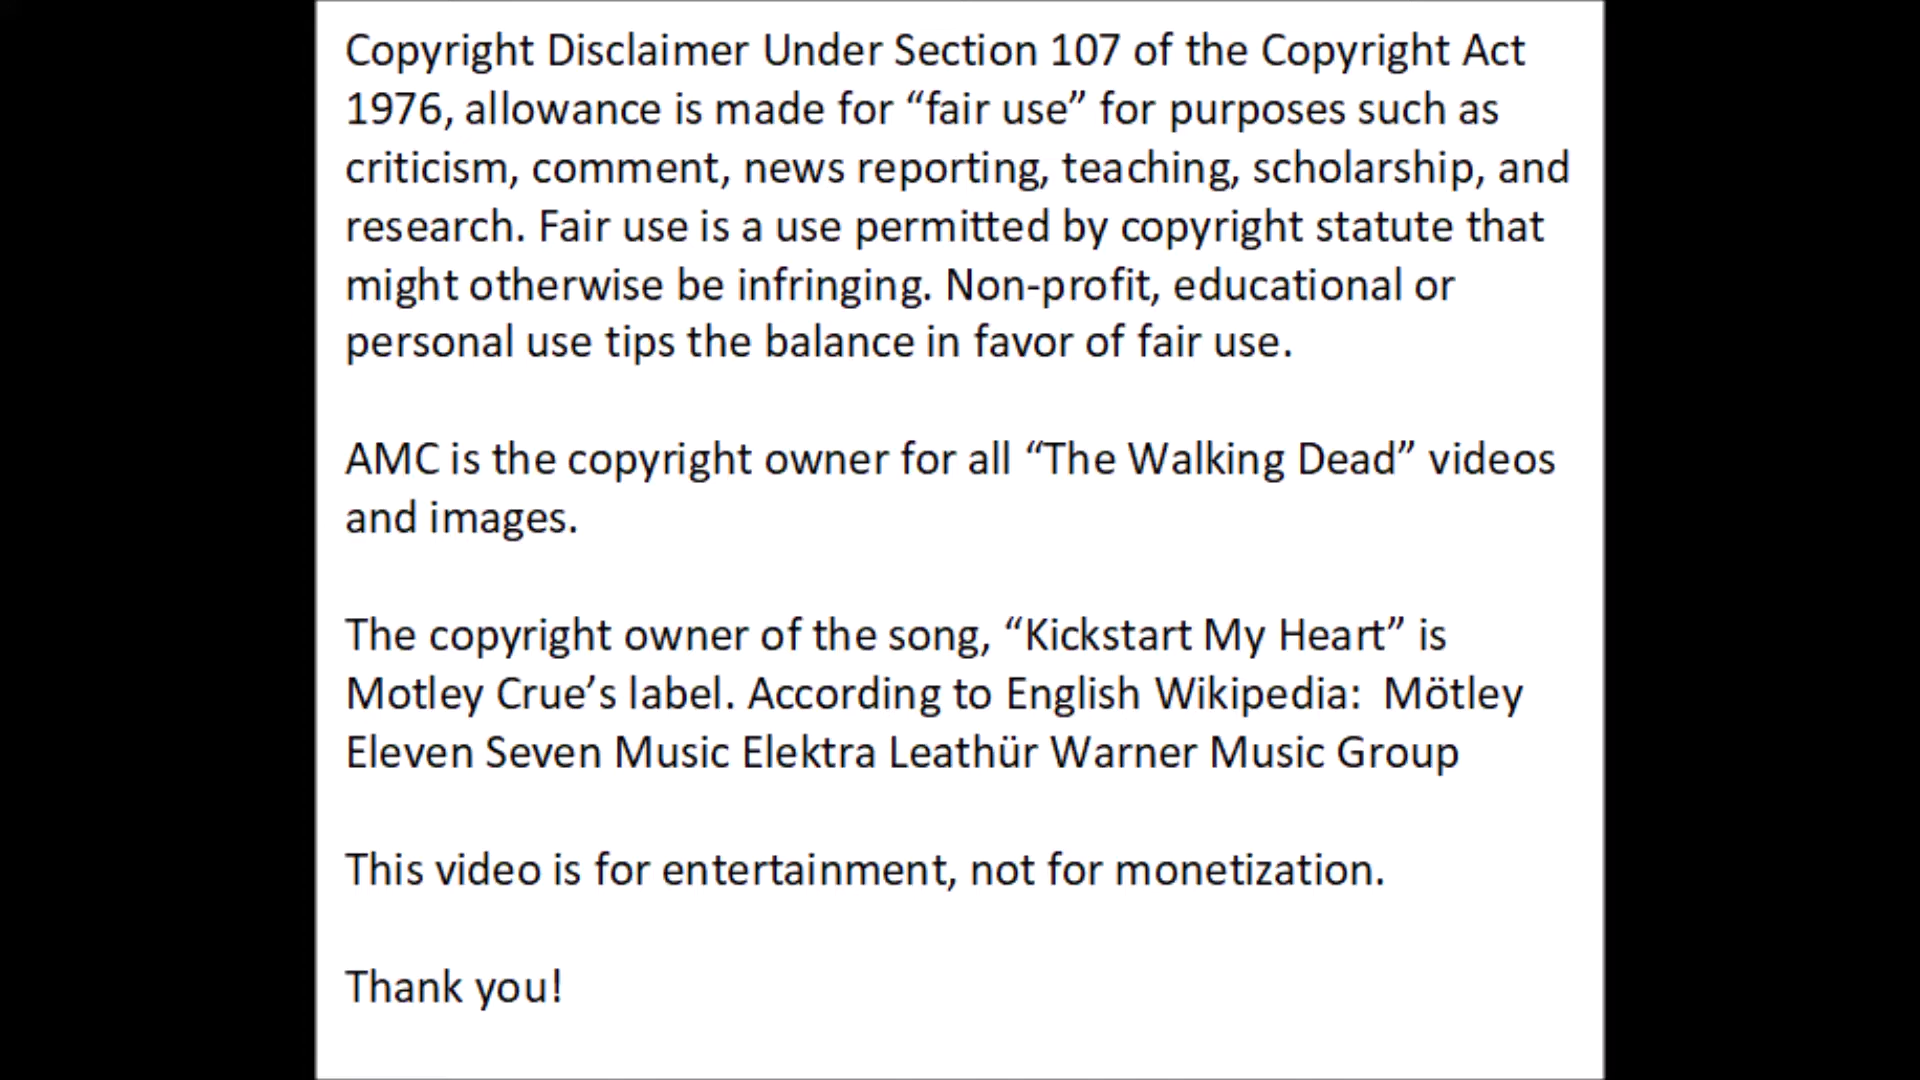 Copyright Disclaimer Under Section 107 of the Copyright Act
1976, allowance is made for “fair use” for purposes such as
criticism, comment, news reporting, teaching, scholarship, and
research. Fair use is a use permitted by copyright statute that
might otherwise be infringing. Non-profit, educational or
personal use tips the balance in favor of fair use.
AMC is the copyright owner for all “The Walking Dead” videos
and images.
The copyright owner of the song, “Kickstart My Heart” is
Motley Crue’s label. According to English Wikipedia:  Mötley
Eleven Seven Music Elektra Leathür Warner Music Group
This video is for entertainment, not for monetization.
Thank you!